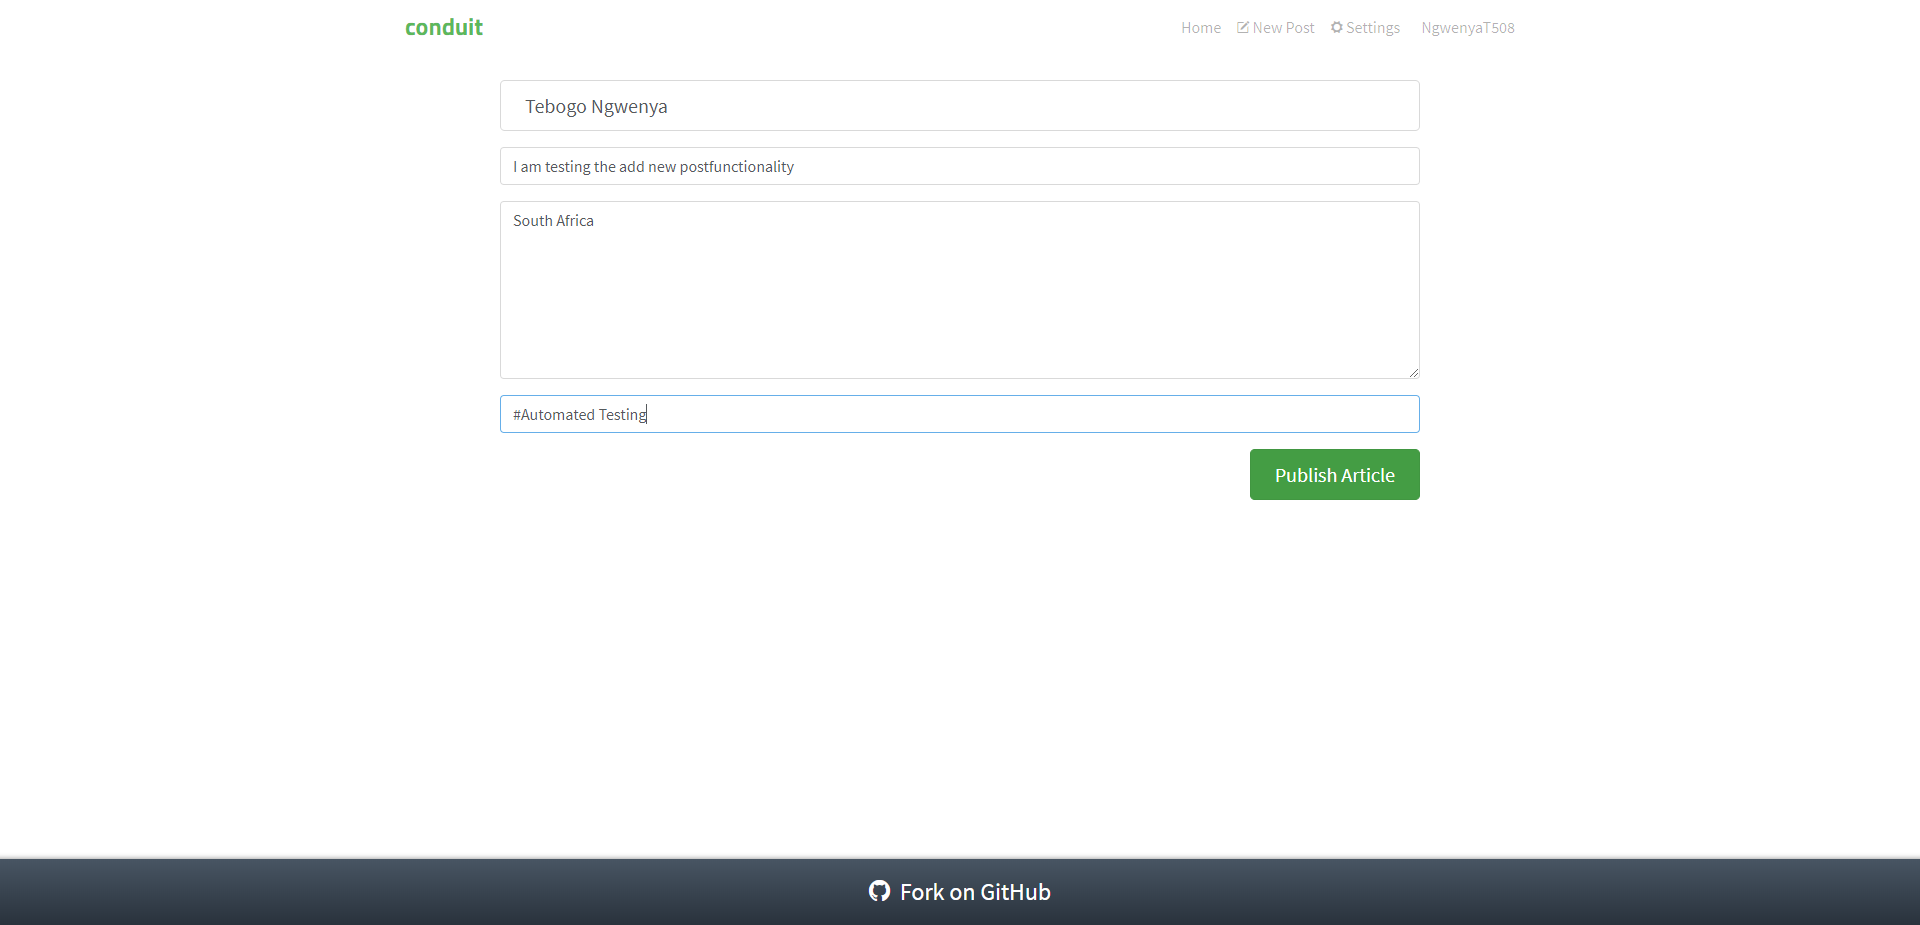 conduit
Home New Post Settings NgwenyaT508
Tebogo Ngwenya
I am testing the add new postfunctionality
South Africa
#Automated Testing
Publish Article
Fork on GitHub